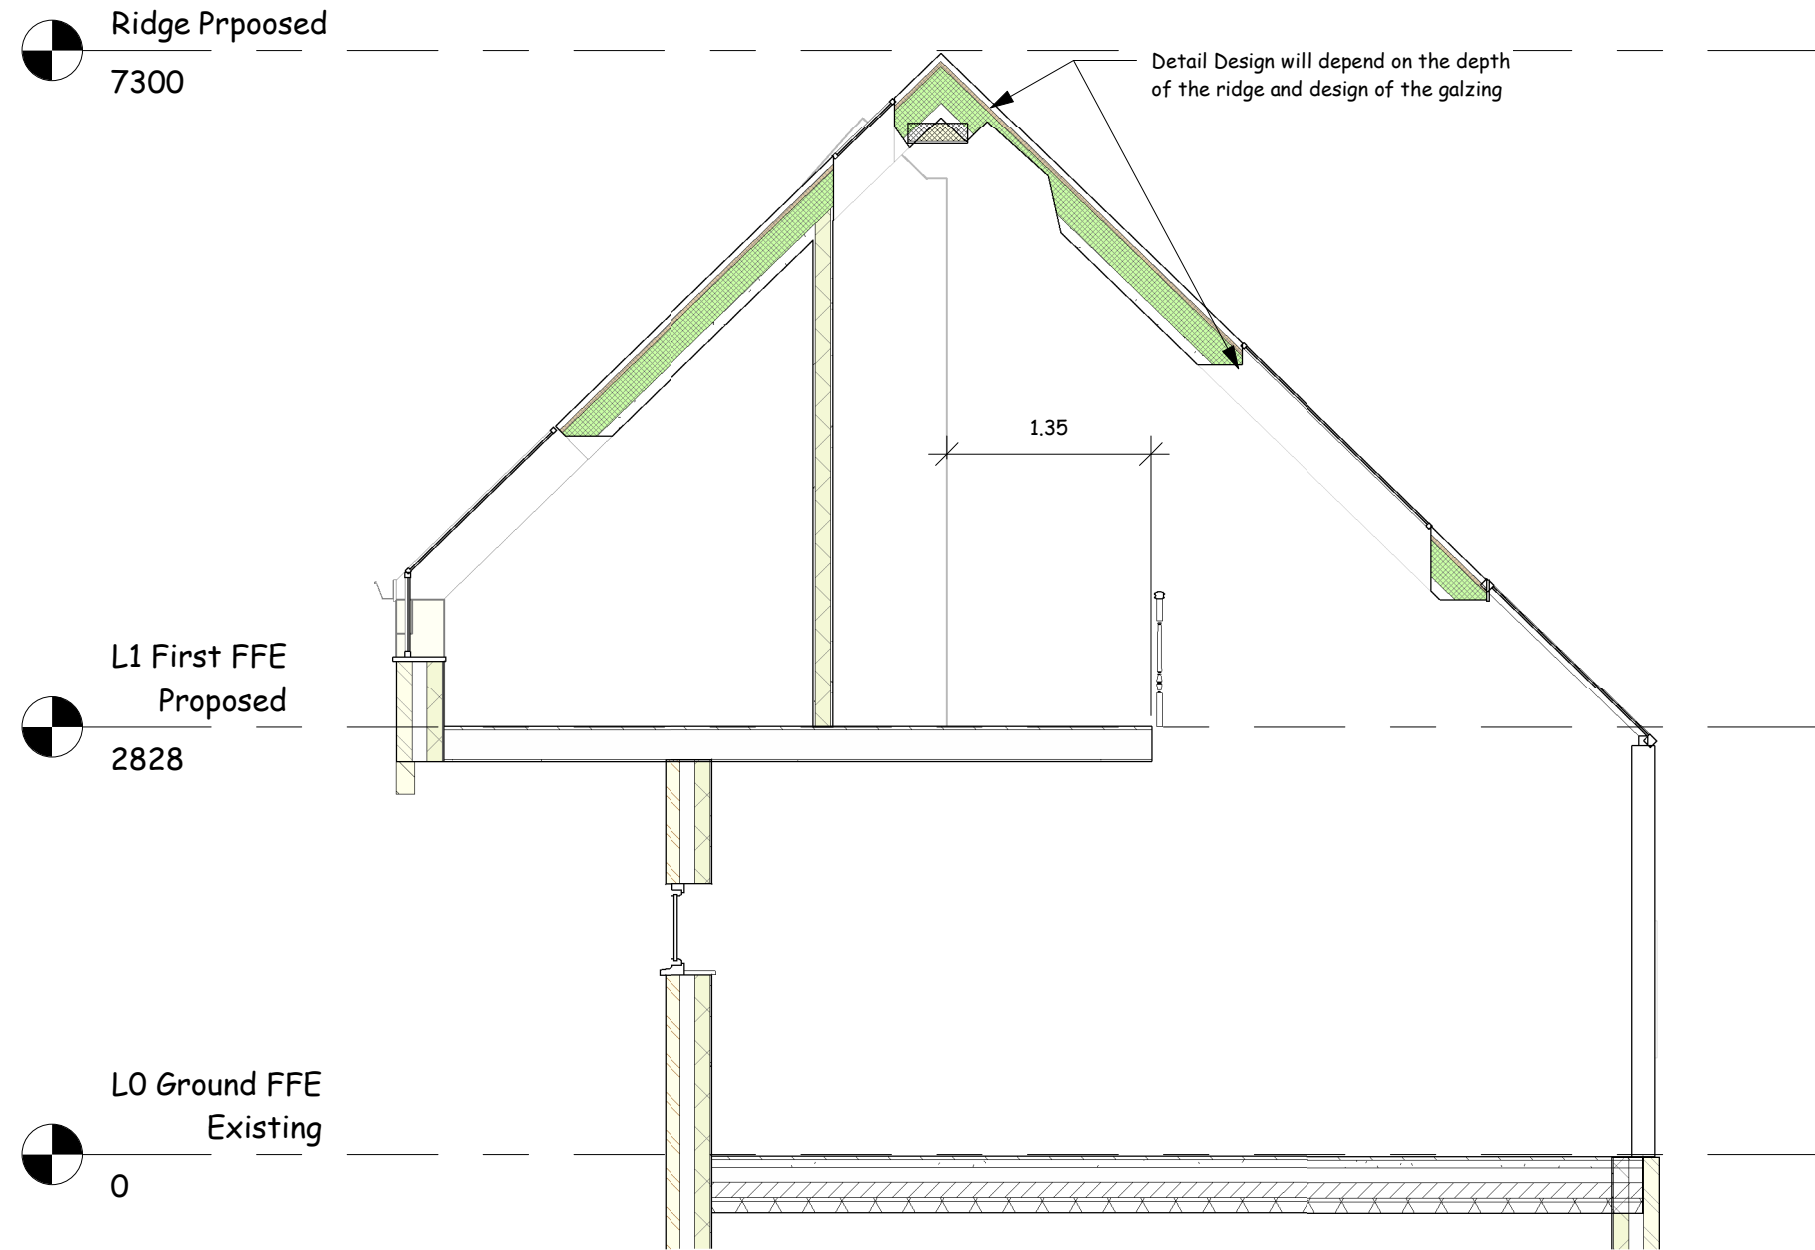 Ridge Prpoosed
7300
Detail Design will depend on the depth
of the ridge and design of the galzing
1.35
L1 First FFE
Proposed
2828
L0 Ground FFE
Existing
0